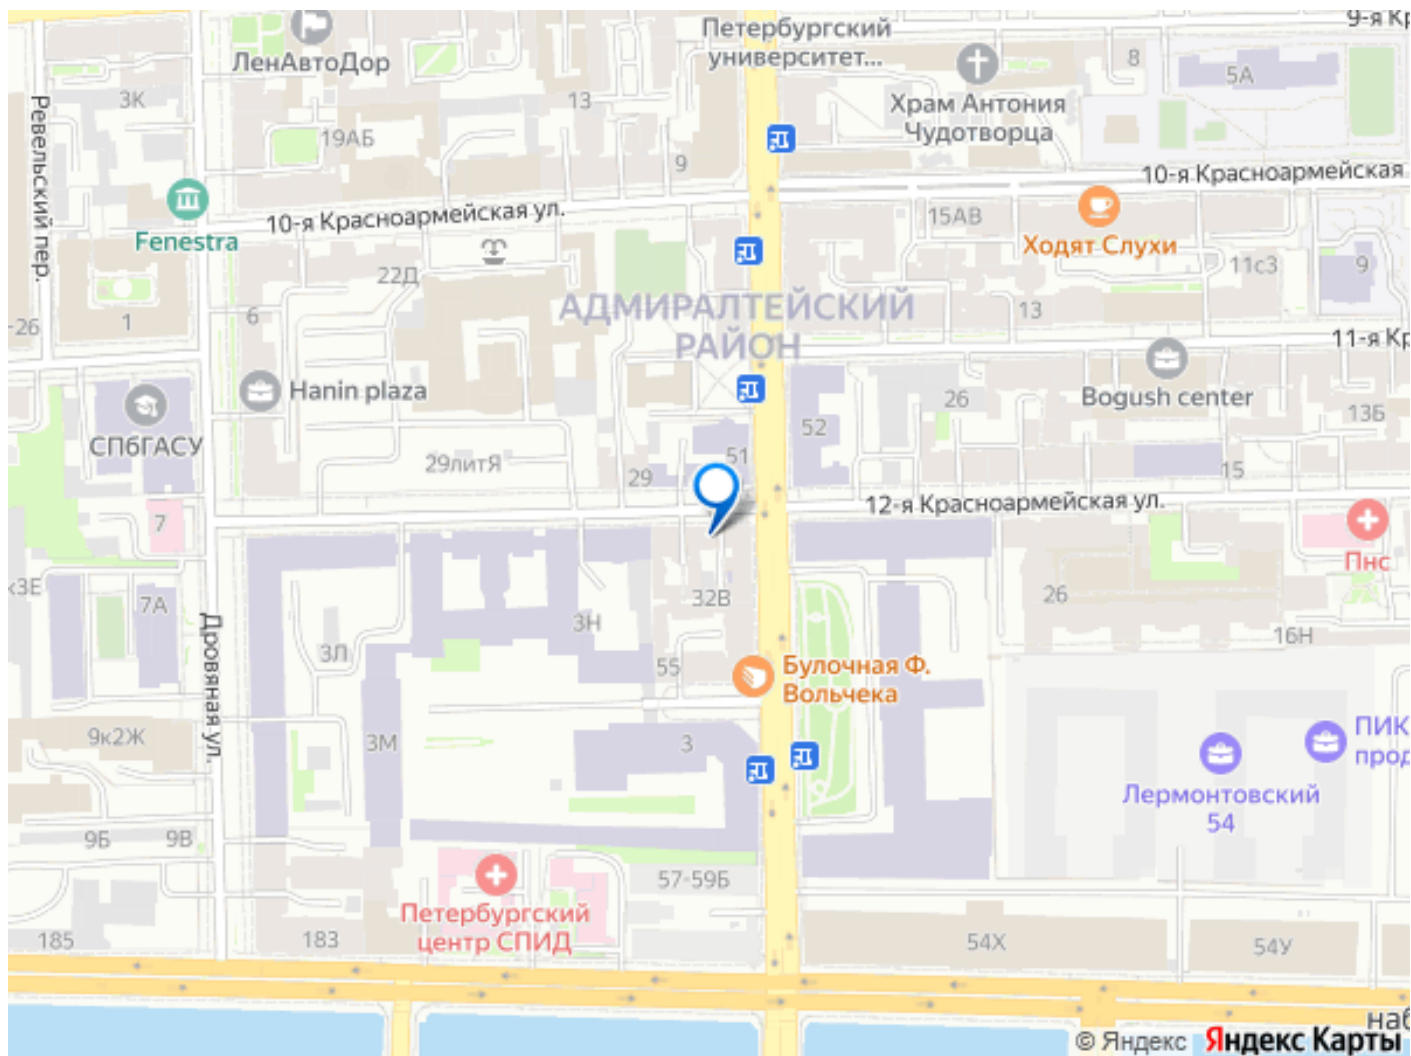 9-я Кр
Петербургский
университет...
ЛенАвтоДор
8
5А
3К
13
Храм Антония
Чудотворца
19АБ
Ревельский пер.
9
10-я Красноармейская
10-я Красноармейская ул.
15АВ
Fenestra
Ходят Слухи
22Д
11с3
9
АДМИРАЛТЕЙСКИЙ
РАЙОН
6
1
-26
13
11-я Кр
Hanin plaza
26
Bogush center
13Б
СПбГАСУ
52
51
29литЯ
29
15
12-я Красноармейская ул.
7
Пнс
к3Е
7А
32В
26
3Н
16Н
Дровяная ул.
3Л
55
Булочная Ф.
Вольчека
9к2Ж
3М
3
ПИК
прод
Лермонтовский
54
9Б
9В
57-59Б
Петербургский
центр СПИД
185
183
54Х
54У
наб
© Яндекс Яндекс Карты